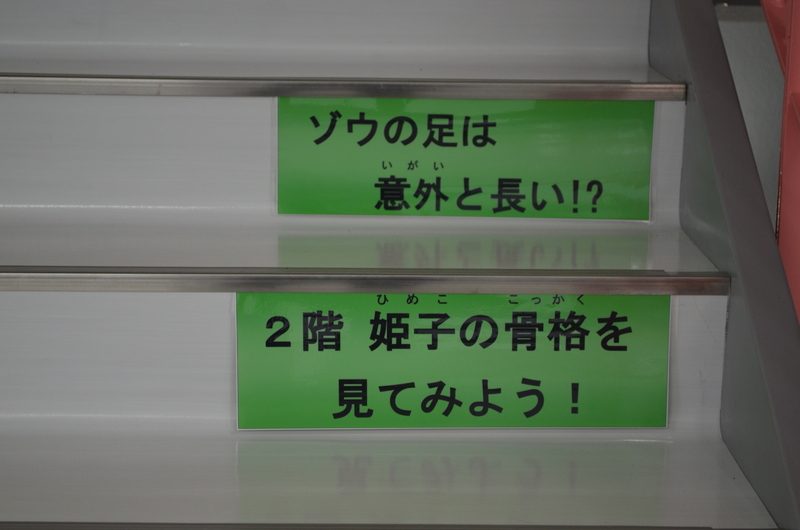 ゾウの足は
いがい
意外と長い!?
ひめこ こっかく
2階 姫子の骨格を
見てみよう!